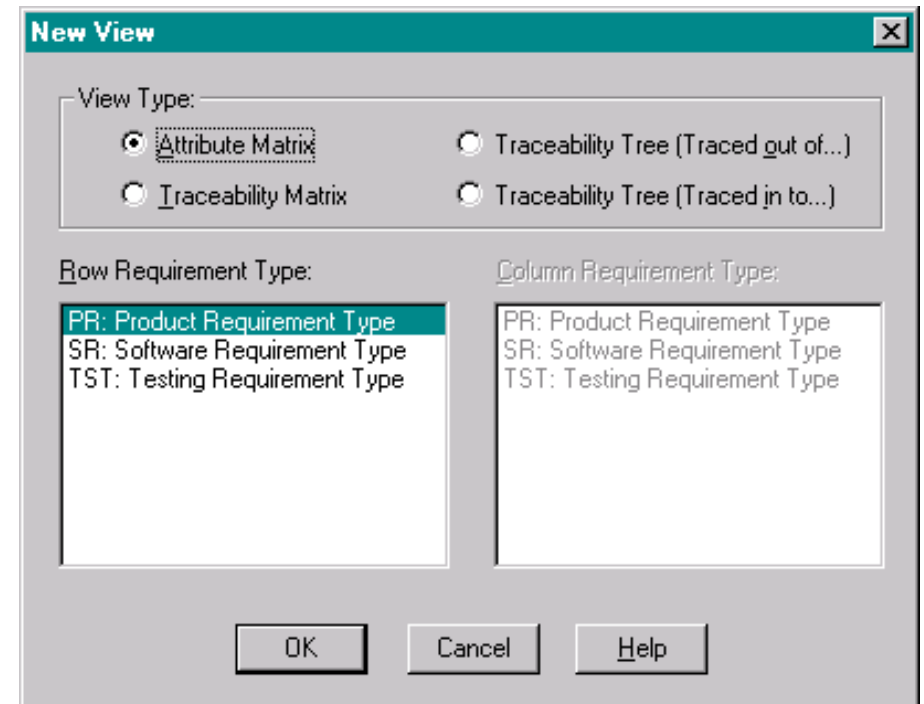 New View
View Type:
Attribute Matrix
Traceability Tree (Traced out of...)
Traceability Matrix
Traceability Tree (Traced in to...)
Row Requirement Type:
PR: Product Requirement Type
SR: Software Requirement Type
TST: Testing Requirement Type
Column Requirement Type:
PR: Product Requirement Type
SR: Software Requirement Type
TST: Testing Requirement Type
OK
Cancel
Help